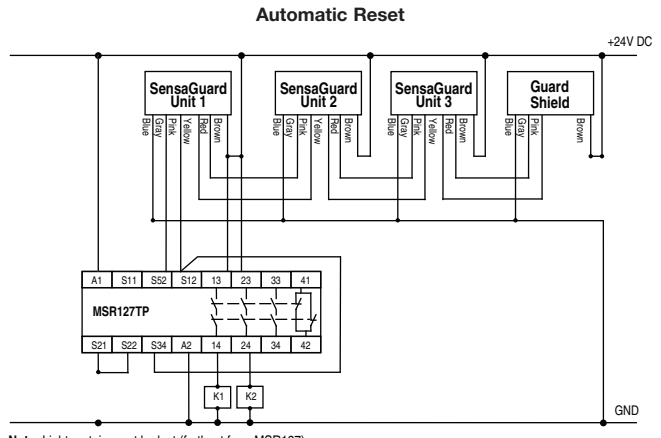 Automatic Reset
+24V DC
SensaGuard
Unit 1
SensaGuard
Unit 2
SensaGuard
Unit 3
Guard
Shield
Blue
Gray
Pink
Yellow
Red
Brown
Blue
Gray
Pink
Yellow
Red
Brown
Blue
Gray
Pink
Yellow
Red
Brown
Blue
Gray
Pink
Brown
A1 S11 S52 S12 13 23 33 41
MSR127TP
S21 S22 S34 A2 14 24 34 42
K1 K2
GND